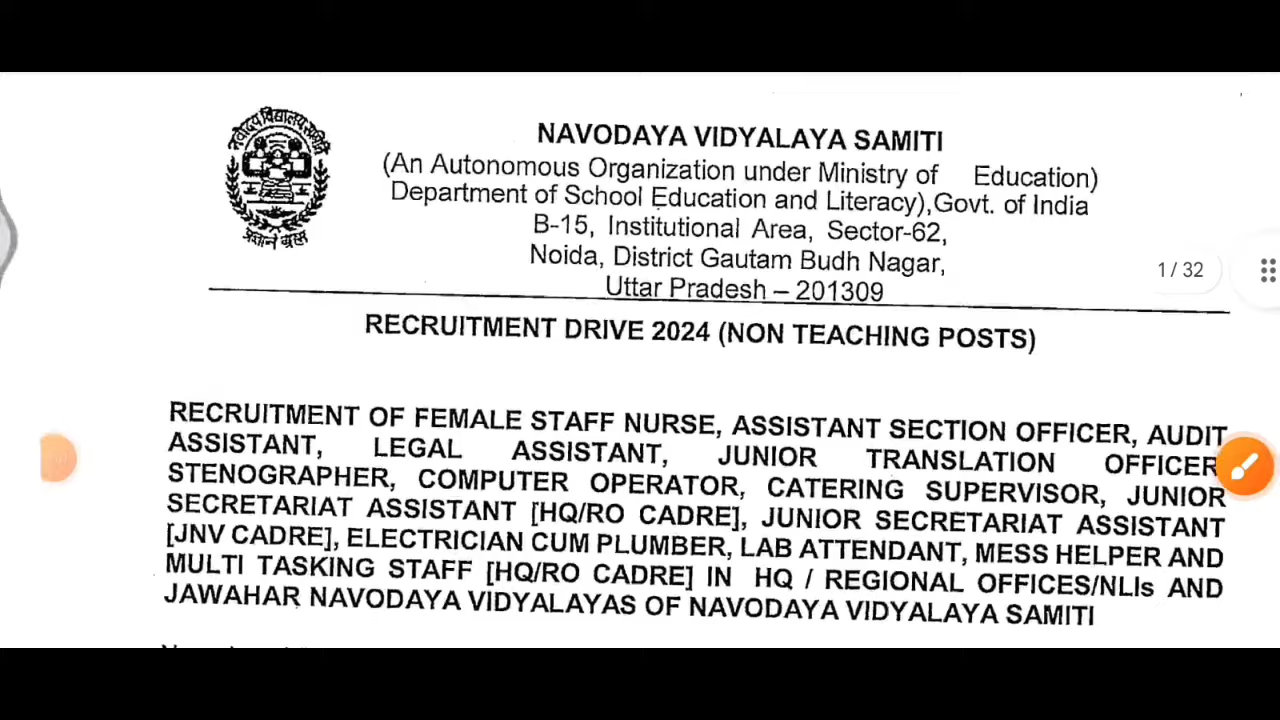 नवोदय विद्यालय समिति
NAVODAYA VIDYALAYA SAMITI
(An Autonomous Organization under Ministry of Education)
Department of School Education and Literacy),Govt. of India
B-15, Institutional Area, Sector-62,
Noida, District Gautam Budh Nagar,
Uttar Pradesh – 201309
1 / 32
RECRUITMENT DRIVE 2024 (NON TEACHING POSTS)
RECRUITMENT OF FEMALE STAFF NURSE, ASSISTANT SECTION OFFICER, AUDIT
ASSISTANT, LEGAL ASSISTANT, JUNIOR TRANSLATION OFFICER
STENOGRAPHER, COMPUTER OPERATOR, CATERING SUPERVISOR, JUNIOR
SECRETARIAT ASSISTANT [HQ/RO CADRE], JUNIOR SECRETARIAT ASSISTANT
[JNV CADRE], ELECTRICIAN CUM PLUMBER, LAB ATTENDANT, MESS HELPER AND
MULTI TASKING STAFF [HQ/RO CADRE] IN HQ / REGIONAL OFFICES/NLIs AND
JAWAHAR NAVODAYA VIDYALAYAS OF NAVODAYA VIDYALAYA SAMITI